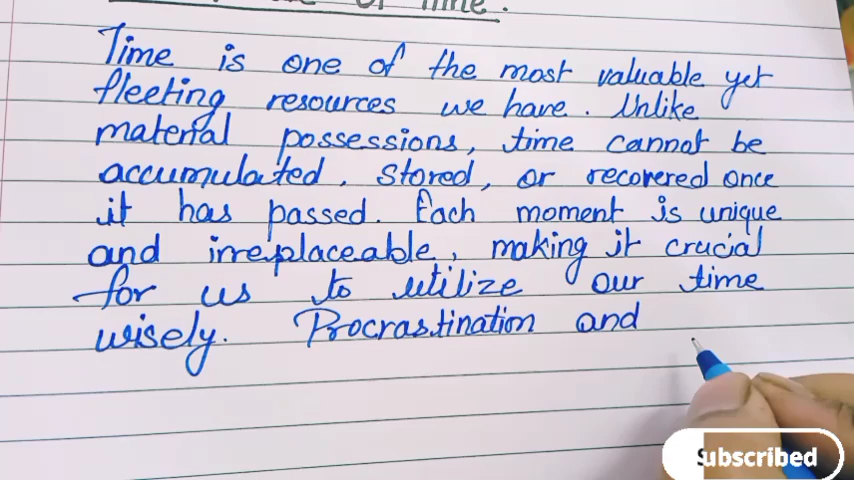 of Time.
Time is one of the most valuable yet
fleeting resources we have. Unlike
material possessions, time cannot be
accumulated, stored, or recovered once
it has passed. Each moment is unique
and irreplaceable, making it crucial
for us to utilize our time
wisely. Procrastination and
Subscribed